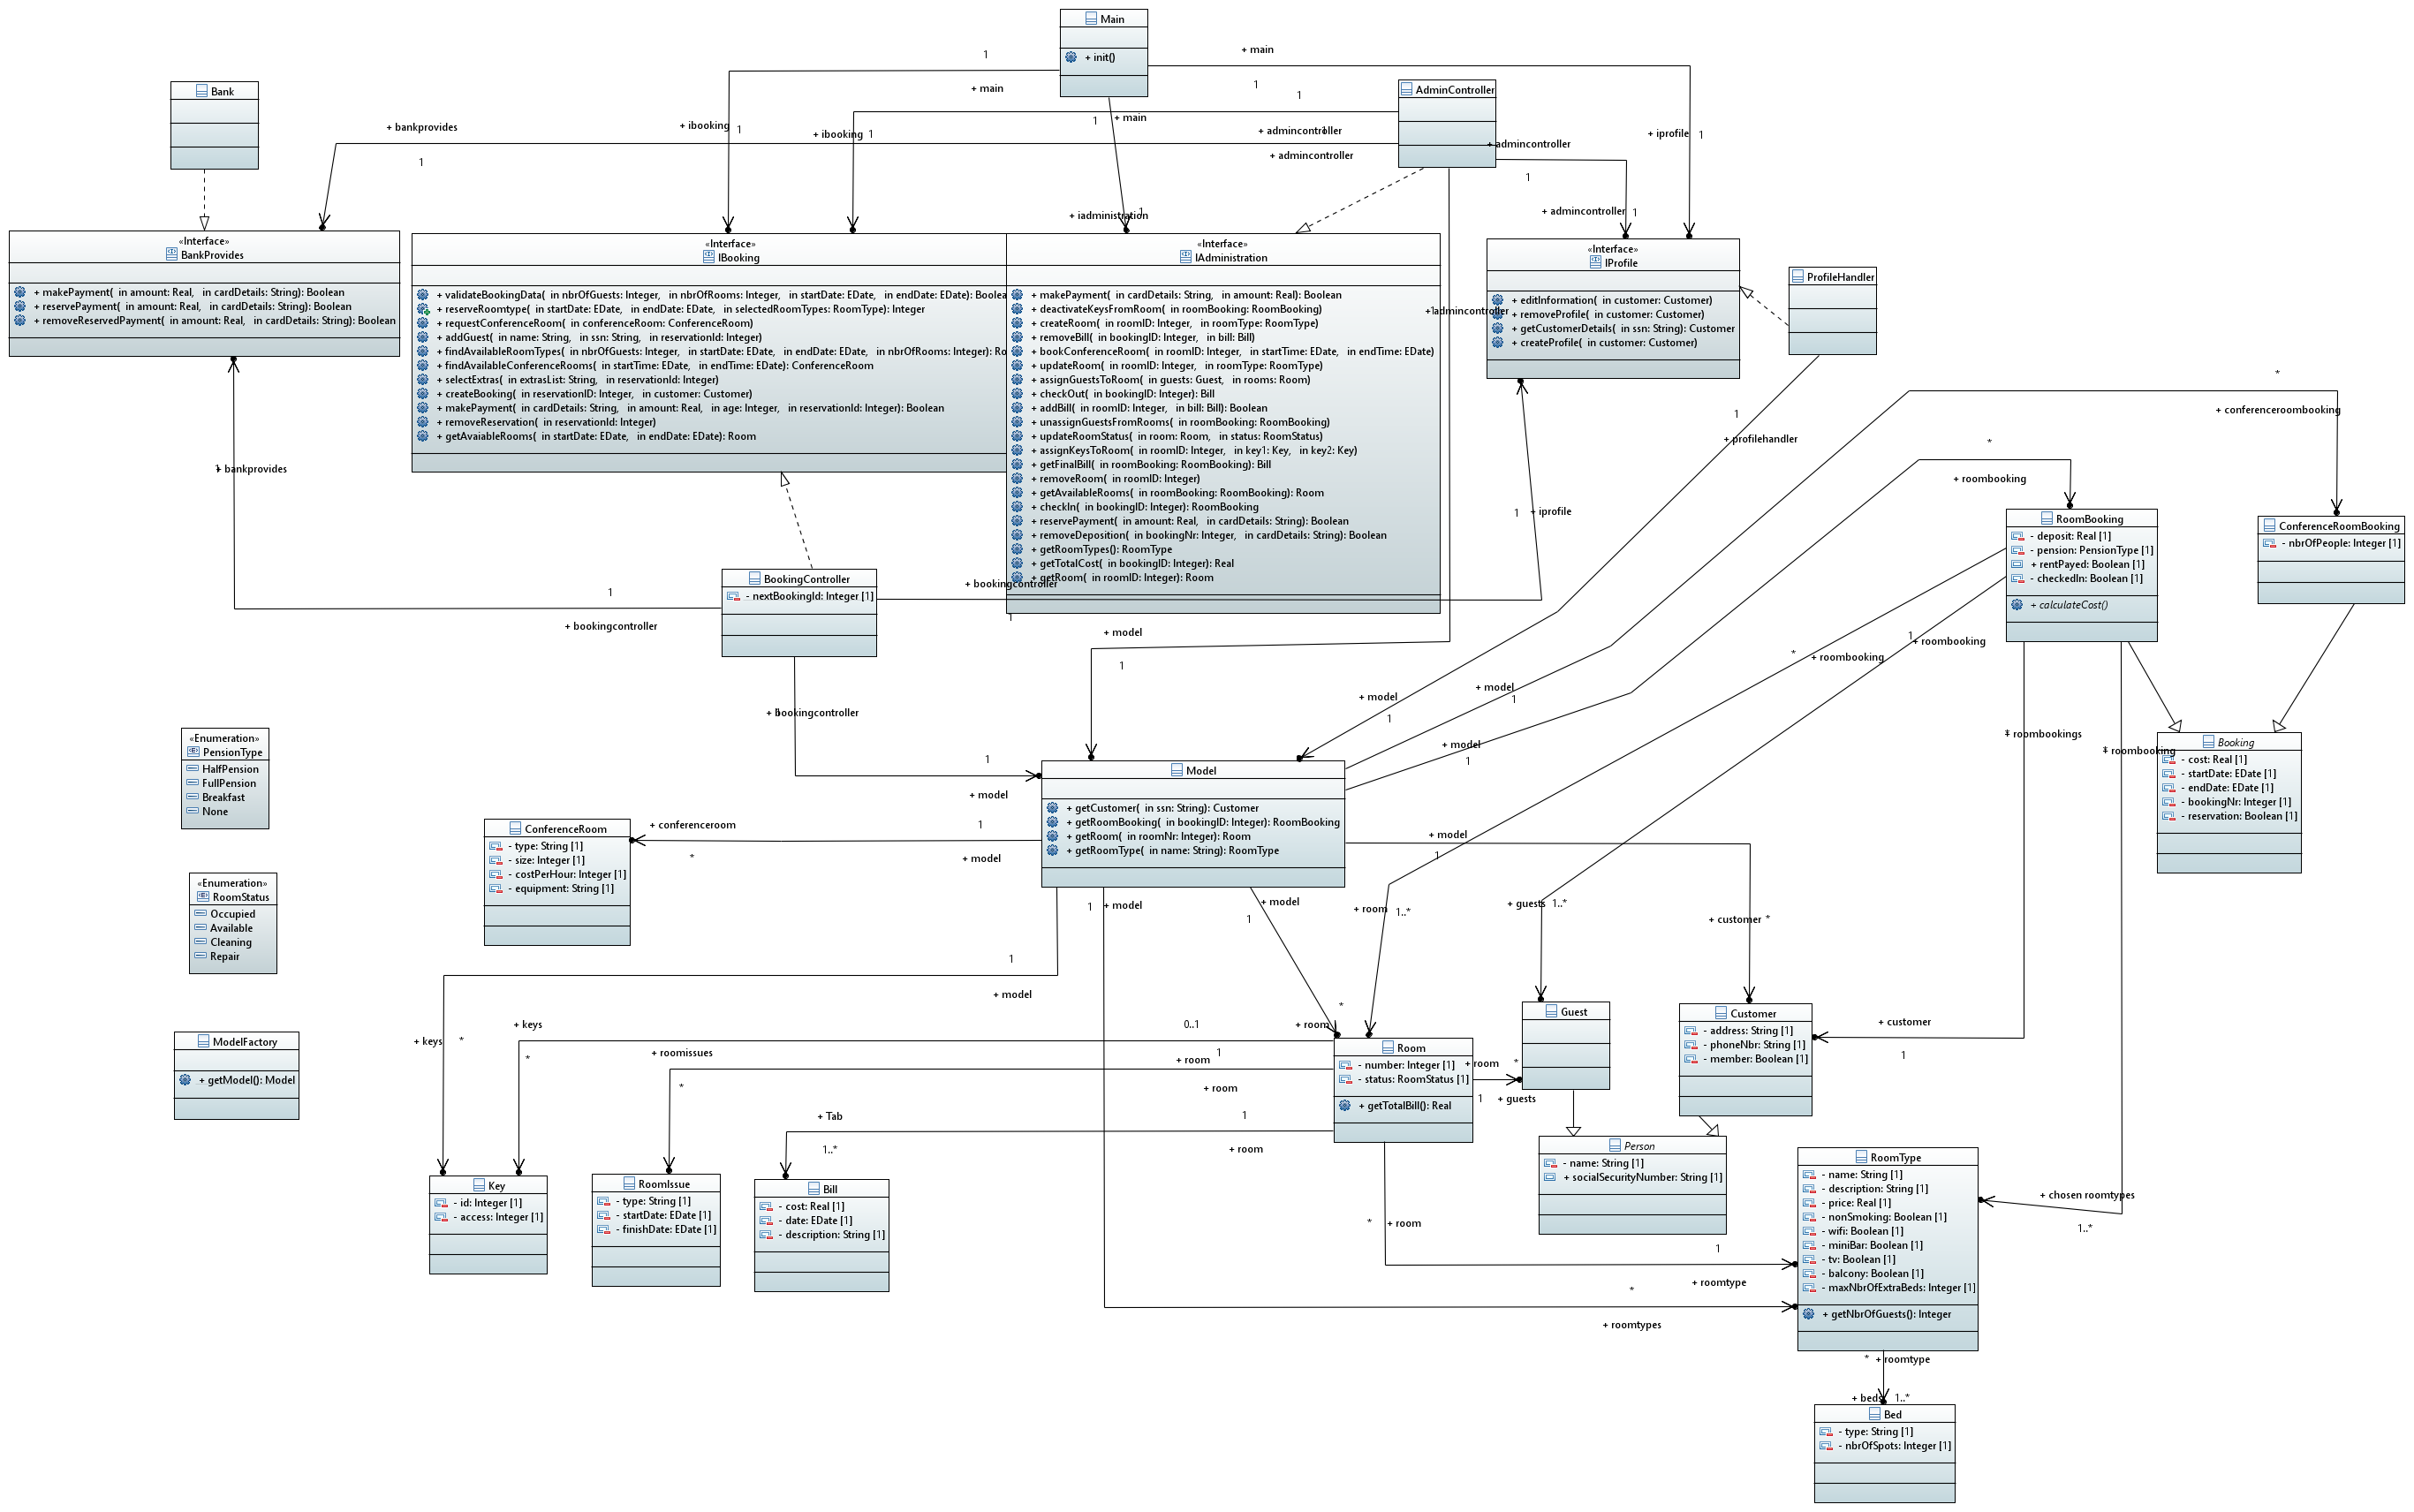 Main
+ init()
1
+ main
+ main
1
+ main
1
Bank
AdminController
1
+ bankprovides
1
+ ibooking
1
+ ibooking
1
+ admincontroller
+ admincontroller
+ admincontroller
1
+ iprofile
1
+ admincontroller
1
+ iadministration
1
«Interface»
BankProvides
+ makePayment( in amount: Real, in cardDetails: String): Boolean
+ reservePayment( in amount: Real, in cardDetails: String): Boolean
+ removeReservedPayment( in amount: Real, in cardDetails: String): Boolean
«Interface»
IBooking
+ validateBookingData( in nbrOfGuests: Integer, in nbrOfRooms: Integer, in startDate: EDate, in endDate: EDate): Boolea
+ reserveRoomtype( in startDate: EDate, in endDate: EDate, in selectedRoomTypes: RoomType): Integer
+ requestConferenceRoom( in conferenceRoom: ConferenceRoom)
+ addGuest( in name: String, in ssn: String, in reservationId: Integer)
+ findAvailableRoomTypes( in nbrOfGuests: Integer, in startDate: EDate, in endDate: EDate, in nbrOfRooms: Integer): Ro
+ findAvailableConferenceRooms( in startTime: EDate, in endTime: EDate): ConferenceRoom
+ selectExtras( in extrasList: String, in reservationId: Integer)
+ createBooking( in reservationID: Integer, in customer: Customer)
+ makePayment( in cardDetails: String, in amount: Real, in age: Integer, in reservationId: Integer): Boolean
+ removeReservation( in reservationId: Integer)
+ getAvaiableRooms( in startDate: EDate, in endDate: EDate): Room
«Interface»
IAdministration
+ makePayment( in cardDetails: String, in amount: Real): Boolean
+ deactivateKeysFromRoom( in roomBooking: RoomBooking)
+ createRoom( in roomID: Integer, in roomType: RoomType)
+ removeBill( in bookingID: Integer, in bill: Bill)
+ bookConferenceRoom( in roomID: Integer, in startTime: EDate, in endTime: EDate)
+ updateRoom( in roomID: Integer, in roomType: RoomType)
+ assignGuestsToRoom( in guests: Guest, in rooms: Room)
+ checkOut( in bookingID: Integer): Bill
+ addBill( in roomID: Integer, in bill: Bill): Boolean
+ unassignGuestsFromRooms( in roomBooking: RoomBooking)
+ updateRoomStatus( in room: Room, in status: RoomStatus)
+ assignKeysToRoom( in roomID: Integer, in key1: Key, in key2: Key)
+ getFinalBill( in roomBooking: RoomBooking): Bill
+ removeRoom( in roomID: Integer)
+ getAvailableRooms( in roomBooking: RoomBooking): Room
+ checkIn( in bookingID: Integer): RoomBooking
+ reservePayment( in amount: Real, in cardDetails: String): Boolean
+ removeDeposition( in bookingNr: Integer, in cardDetails: String): Boolean
+ getRoomTypes(): RoomType
+ getTotalCost( in bookingID: Integer): Real
+ getRoom( in roomID: Integer): Room
«Interface»
IProfile
+ editInformation( in customer: Customer)
+ removeProfile( in customer: Customer)
+ getCustomerDetails( in ssn: String): Customer
+ createProfile( in customer: Customer)
ProfileHandler
+ admincontroller
1
+ profilehandler
*
+ conferenceroombooking
*
+ roombooking
+ bankprovides
1
+ iprofile
RoomBooking
- deposit: Real [1]
- pension: PensionType [1]
+ rentPayed: Boolean [1]
- checkedIn: Boolean [1]
+ calculateCost()
ConferenceRoomBooking
- nbrOfPeople: Integer [1]
BookingController
- nextBookingId: Integer [1]
+ bookingcontroller
1
+ bookingcontroller
1
+ model
1
1
+ roombooking
*
+ roombooking
+ model
1
+ model
1
+ model
1
+ bookingcontroller
1
+ model
* roombookings
* roombooking
Booking
- cost: Real [1]
- startDate: EDate [1]
- endDate: EDate [1]
- bookingNr: Integer [1]
- reservation: Boolean [1]
«Enumeration»
PensionType
HalfPension
FullPension
Breakfast
None
Model
+ getCustomer( in ssn: String): Customer
+ getRoomBooking( in bookingID: Integer): RoomBooking
+ getRoom( in roomNr: Integer): Room
+ getRoomType( in name: String): RoomType
ConferenceRoom
- type: String [1]
- size: Integer [1]
- costPerHour: Integer [1]
- equipment: String [1]
+ conferenceroom
*
1
+ model
+ model
1
«Enumeration»
RoomStatus
Occupied
Available
Cleaning
Repair
1
+ model
+ model
1
+ room
1..*
+ guests
1..*
+ customer
*
1
+ model
*
ModelFactory
+ getModel(): Model
+ keys
*
+ keys
*
0..1
+ room
+ roomissues
*
1
+ room
+ room
+ Tab
1..*
1
+ room
Room
- number: Integer [1]
- status: RoomStatus [1]
+ getTotalBill(): Real
+ room
*
1
+ guests
Guest
Customer
- address: String [1]
- phoneNbr: String [1]
- member: Boolean [1]
+ customer
1
Person
- name: String [1]
+ socialSecurityNumber: String [1]
Key
- id: Integer [1]
- access: Integer [1]
RoomIssue
- type: String [1]
- startDate: EDate [1]
- finishDate: EDate [1]
Bill
- cost: Real [1]
- date: EDate [1]
- description: String [1]
*
+ room
1
+ roomtype
*
+ roomtypes
RoomType
- name: String [1]
- description: String [1]
- price: Real [1]
- nonSmoking: Boolean [1]
- wifi: Boolean [1]
- miniBar: Boolean [1]
- tv: Boolean [1]
- balcony: Boolean [1]
- maxNbrOfExtraBeds: Integer [1]
+ getNbrOfGuests(): Integer
+ chosen roomtypes
1..*
*
+ roomtype
+ beds
1..*
Bed
- type: String [1]
- nbrOfSpots: Integer [1]